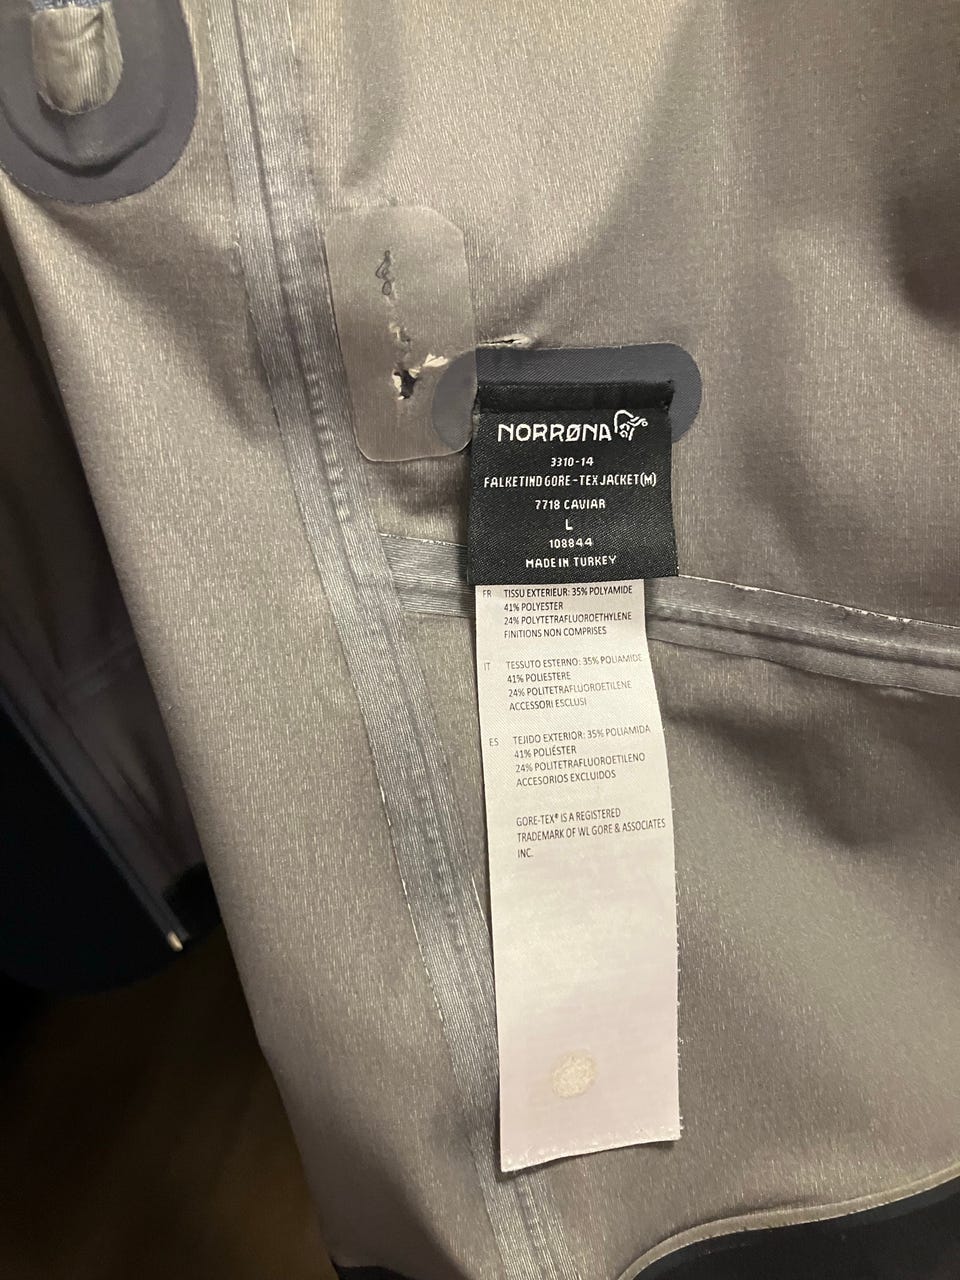 NORRØNA
3310-14
FALKETIND GORE-TEX JACKET(M)
7718 CAVIAR
L
108844
MADE IN TURKEY
FR TISSU EXTERIEUR: 35% POLYAMIDE
41% POLYESTER
24% POLYTETRAFLUOROETHYLENE
FINITIONS NON COMPRISES
IT TESSUTO ESTERNO: 35% POLIAMIDE
41% POLIESTERE
24% POLITETRAFLUOROETILENE
ACCESSORI ESCLUSI
ES TEJIDO EXTERIOR: 35% POLIAMIDA
41% POLIÉSTER
24% POLITETRAFLUOROETILENO
ACCESORIOS EXCLUIDOS
GORE-TEX® IS A REGISTERED
TRADEMARK OF WL GORE & ASSOCIATES
INC.